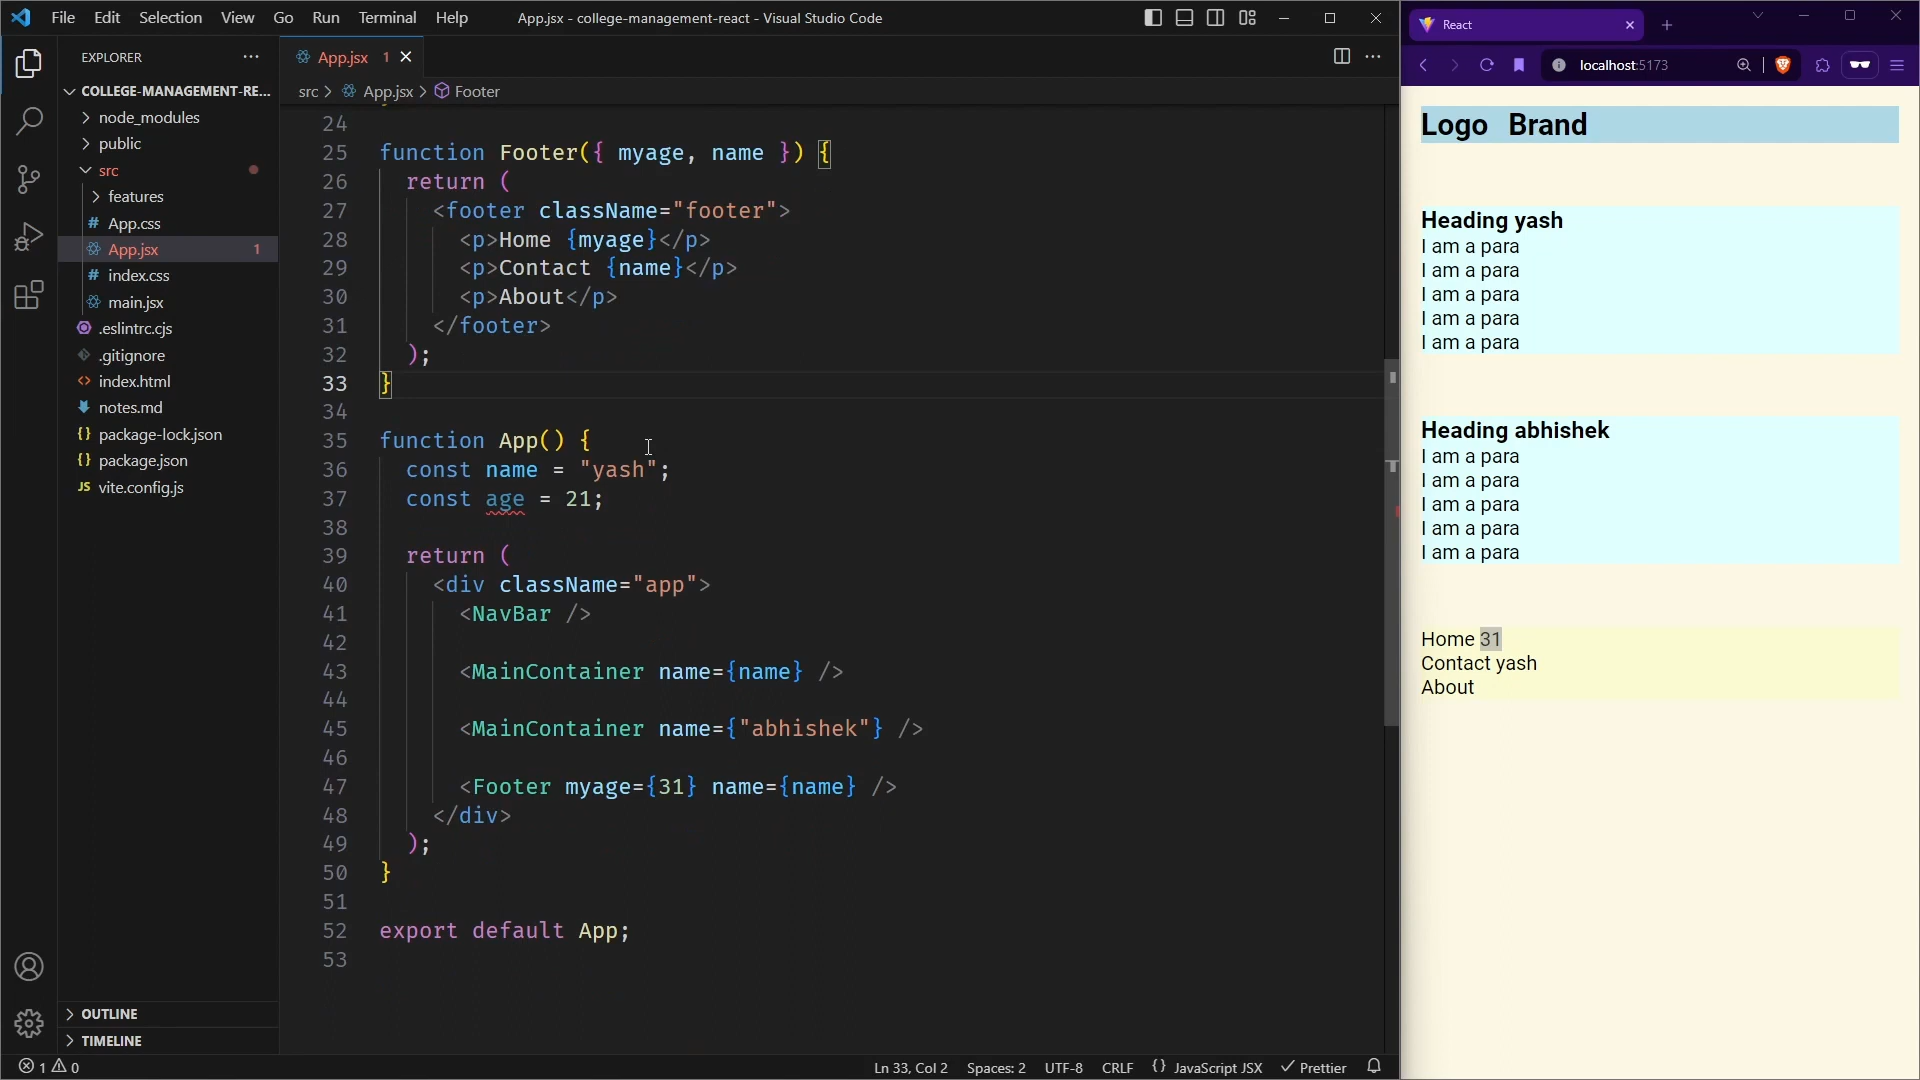 File Edit Selection View Go Run Terminal Help
App.jsx - college-management-react - Visual Studio Code
EXPLORER
COLLEGE-MANAGEMENT-RE...
node_modules
public
src
features
# App.css
App.jsx 1
# index.css
main.jsx
.eslintrc.cjs
.gitignore
<> index.html
notes.md
{} package-lock.json
{} package.json
JS vite.config.js
OUTLINE
TIMELINE
App.jsx 1
src > App.jsx > Footer
24
25 function Footer({ myage, name }) {
26 return (
27 <footer className="footer">
28 <p>Home {myage}</p>
29 <p>Contact {name}</p>
30 <p>About</p>
31 </footer>
32 );
33 }
34
35 function App() {
36 const name = "yash";
37 const age = 21;
38
39 return (
40 <div className="app">
41 <NavBar />
42
43 <MainContainer name={name} />
44
45 <MainContainer name={"abhishek"} />
46
47 <Footer myage={31} name={name} />
48 </div>
49 );
50 }
51
52 export default App;
53
1 0
Ln 33, Col 2 Spaces: 2 UTF-8 CRLF {} JavaScript JSX Prettier
React
localhost:5173
Logo Brand
Heading yash
I am a para
I am a para
I am a para
I am a para
I am a para
Heading abhishek
I am a para
I am a para
I am a para
I am a para
I am a para
Home 31
Contact yash
About